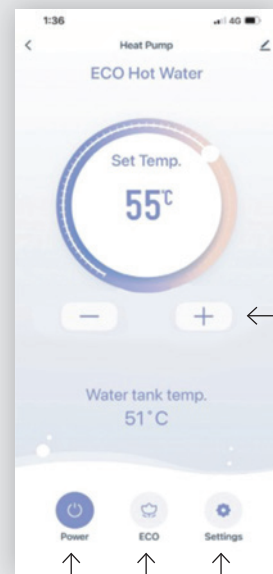 1:36
4G
Heat Pump
ECO Hot Water
Set Temp.
55°C
Water tank temp.
51°C
Power
ECO
Settings